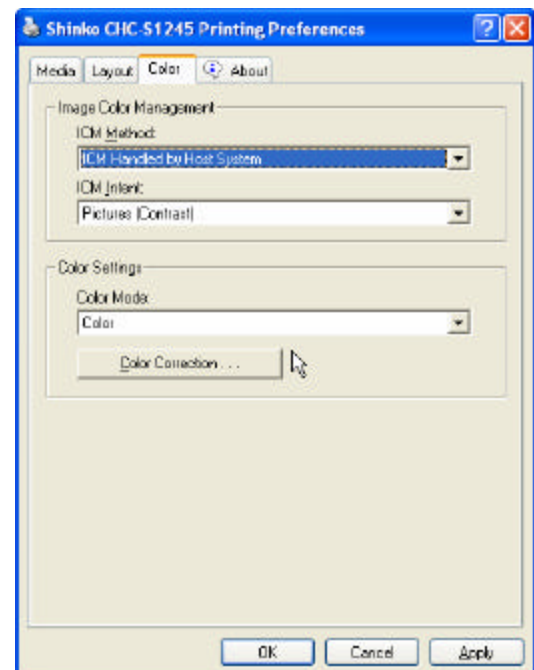 Shinko CHC-S1245 Printing Preferences
Media Layout Color About
Image Color Management
ICM Method:
ICM Handled by Host System
ICM Intent:
Pictures (Contrast)
Color Settings
Color Mode:
Color
Color Correction . . .
OK Cancel Apply